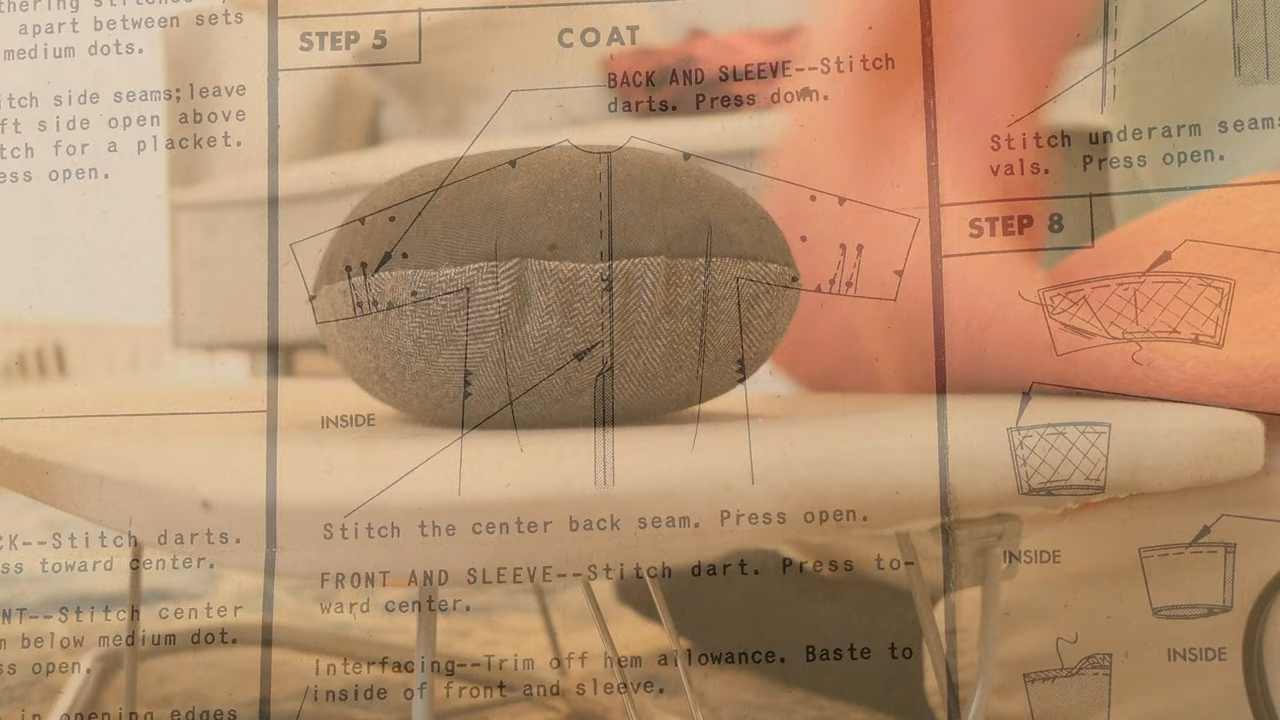 apart between sets
medium dots.
itch side seams; leave
ft side open above
tch for a placket.
ess open.
CK--Stitch darts.
ss toward center.
NT--Stitch center
n below medium dot.
ss open.
in opening edges
STEP 5
COAT
BACK AND SLEEVE--Stitch
darts. Press down.
INSIDE
Stitch the center back seam. Press open.
FRONT AND SLEEVE--Stitch dart. Press to-
ward center.
Interfacing--Trim off hem allowance. Baste to
inside of front and sleeve.
Stitch underarm seams
vals. Press open.
STEP 8
INSIDE
INSIDE